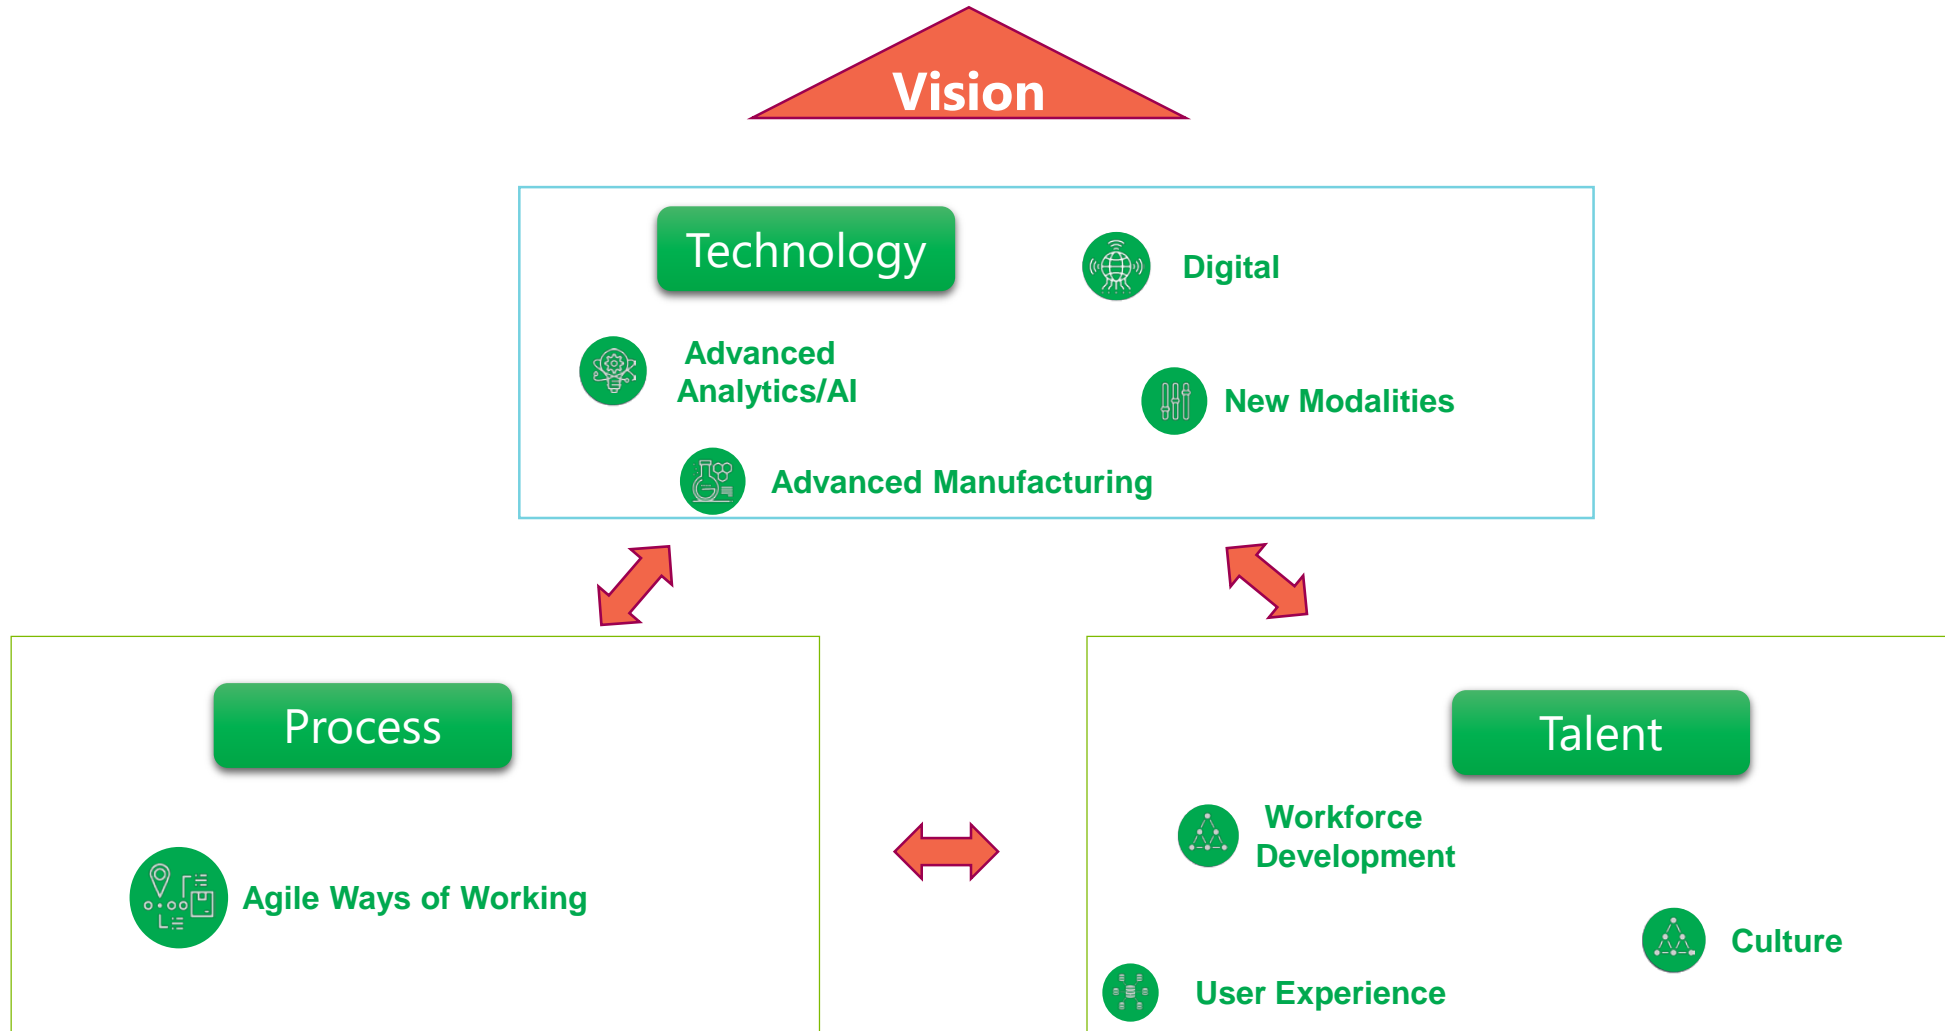 Vision
Technology
Digital
Advanced
Analytics/AI
New Modalities
Advanced Manufacturing
Process
Agile Ways of Working
Talent
Workforce
Development
Culture
User Experience